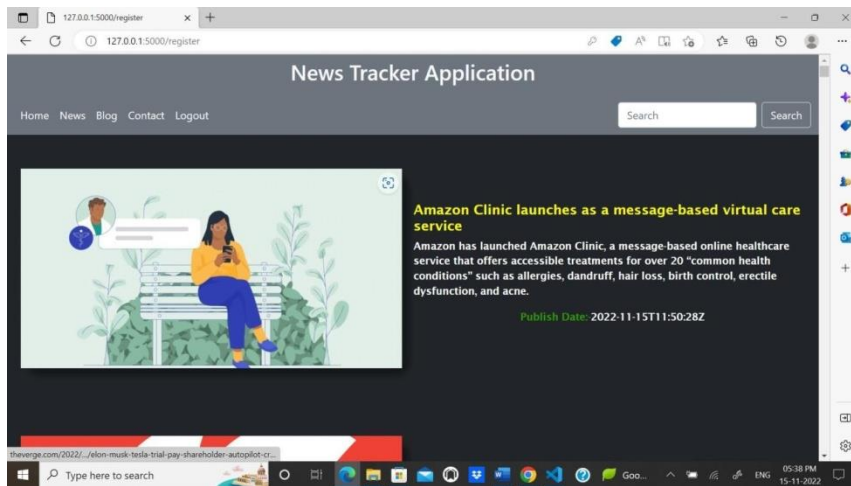 127.0.0.1:5000/register
127.0.0.1:5000/register
News Tracker Application
Home News Blog Contact Logout
Search
Search
Amazon Clinic launches as a message-based virtual care
service
Amazon has launched Amazon Clinic, a message-based online healthcare
service that offers accessible treatments for over 20 “common health
conditions” such as allergies, dandruff, hair loss, birth control, erectile
dysfunction, and acne.
Publish Date: 2022-11-15T11:50:28Z
theverge.com/2022/.../elon-musk-tesla-trial-pay-shareholder-autopilot-cr...
Type here to search
Goo...
ENG
05:38 PM
15-11-2022